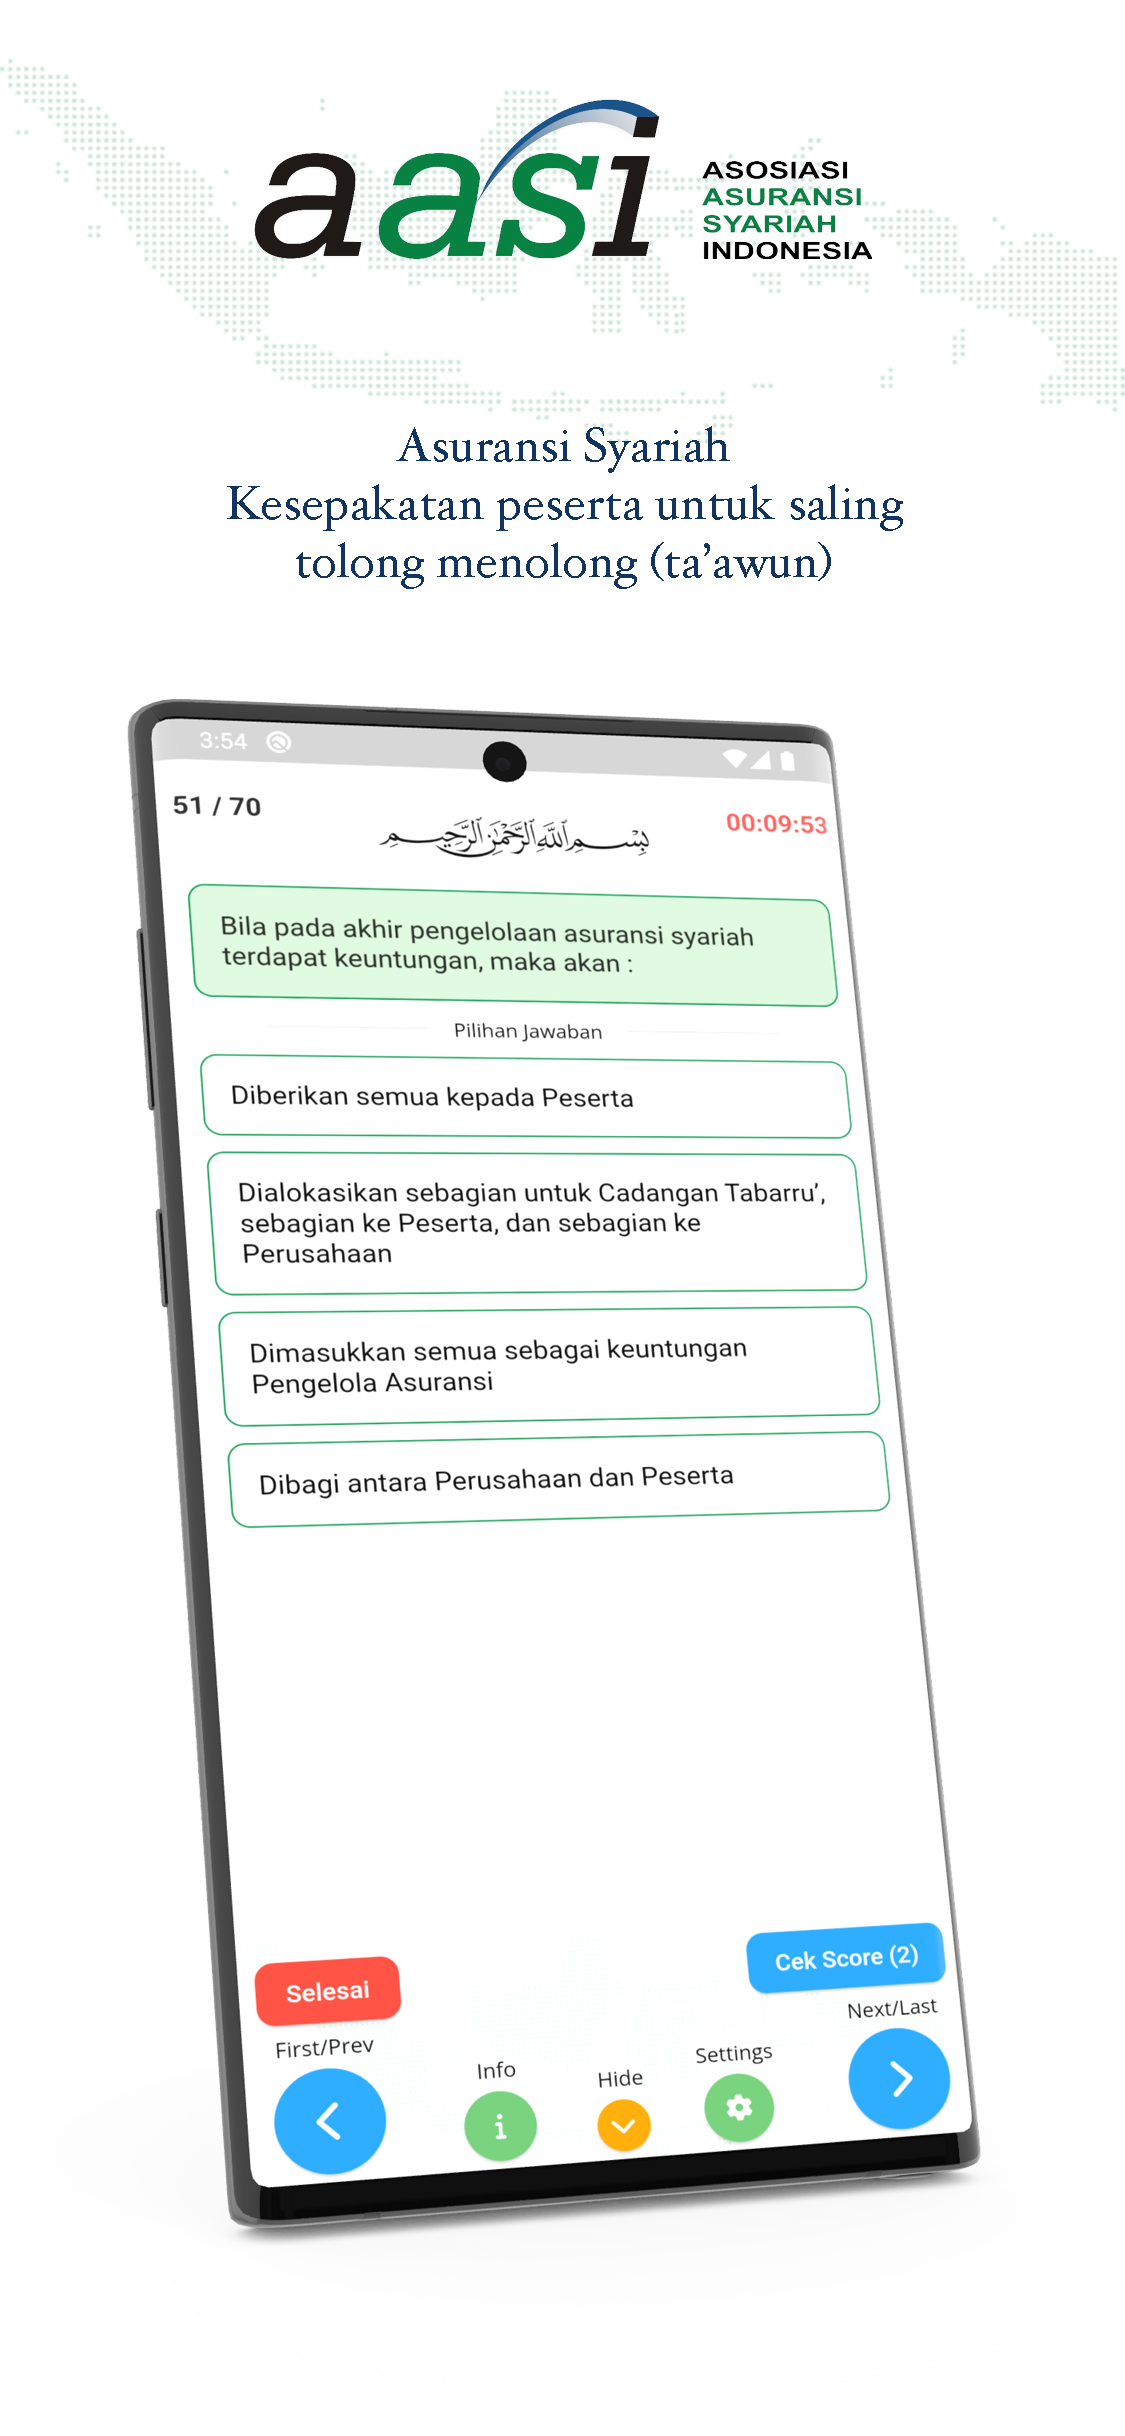 aasi
ASOSIASI
ASURANSI
SYARIAH
INDONESIA
Asuransi Syariah
Kesepakatan peserta untuk saling
tolong menolong (ta’awun)
3:54
51 / 70
بِسْمِ اللَّهِ الرَّحْمَٰنِ الرَّحِيمِ
00:09:53
Bila pada akhir pengelolaan asuransi syariah
terdapat keuntungan, maka akan :
Pilihan Jawaban
Diberikan semua kepada Peserta
Dialokasikan sebagian untuk Cadangan Tabarru’,
sebagian ke Peserta, dan sebagian ke
Perusahaan
Dimasukkan semua sebagai keuntungan
Pengelola Asuransi
Dibagi antara Perusahaan dan Peserta
Selesai
Cek Score (2)
First/Prev
Info
Hide
Settings
Next/Last